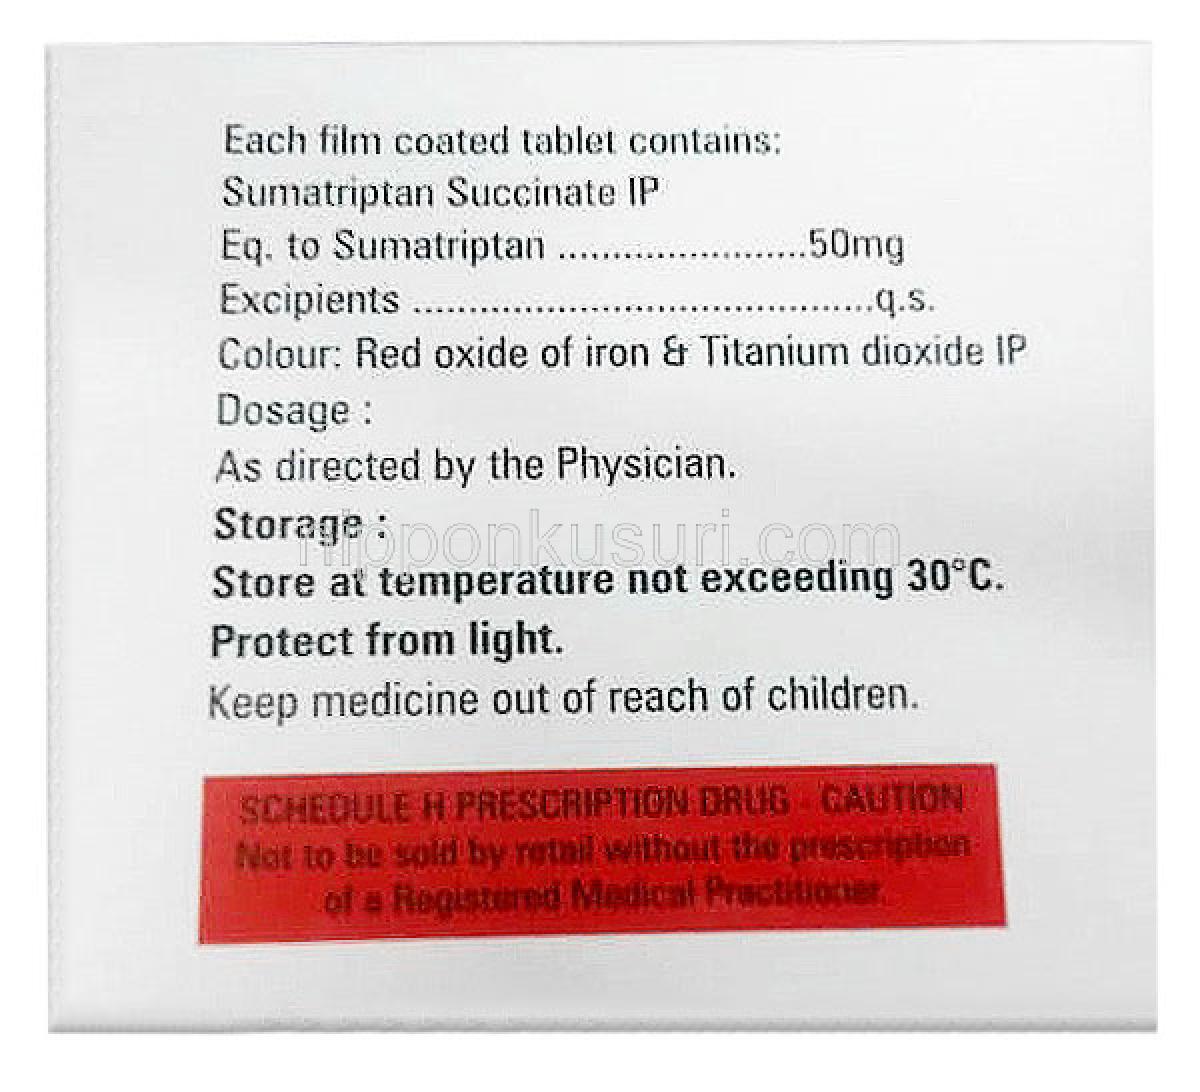 Each film coated tablet contains:
Sumatriptan Succinate IP
Eq. to Sumatriptan .......................50mg
Excipients ..........................................q.s.
Colour: Red oxide of iron & Titanium dioxide IP
Dosage :
As directed by the Physician.
Storage :
nipponkusuri.com
Store at temperature not exceeding 30°C.
Protect from light.
Keep medicine out of reach of children.
SCHEDULE H PRESCRIPTION DRUG - CAUTION
Not to be sold by retail without the prescription
of a Registered Medical Practitioner.